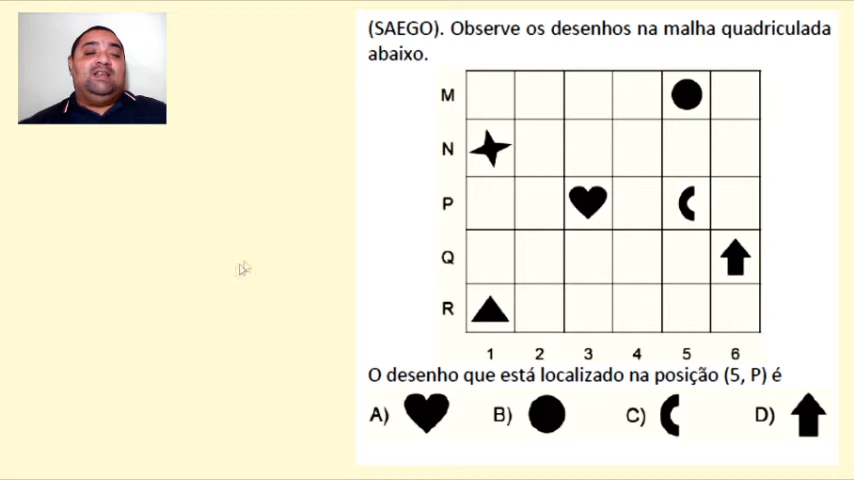 (SAEGO). Observe os desenhos na malha quadriculada
abaixo.
M
N
P
Q
R
1 2 3 4 5 6
O desenho que está localizado na posição (5, P) é
A) B) C) D)